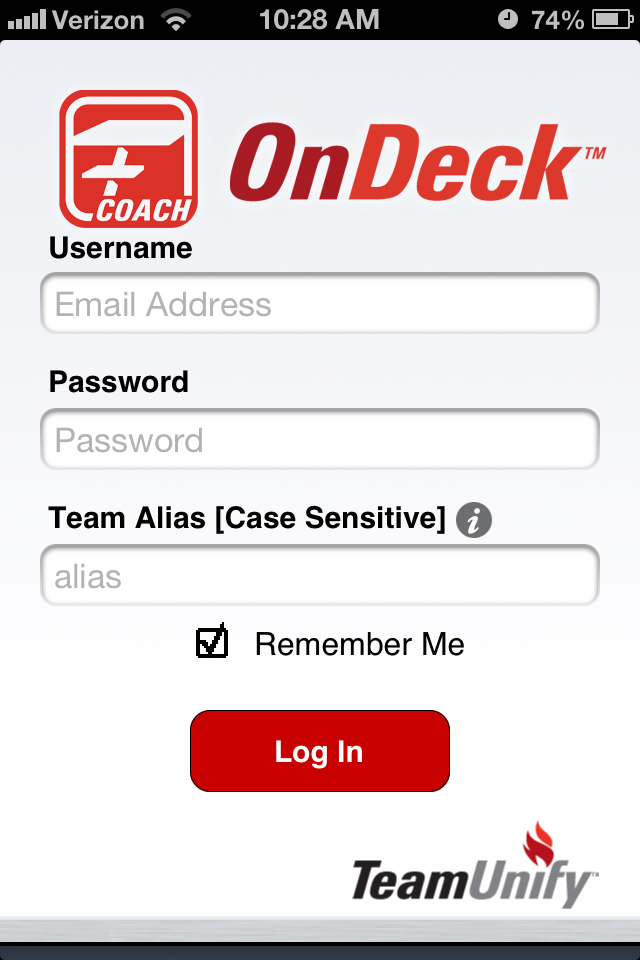 Verizon 10:28 AM 74%
COACH
OnDeck™
Username
Email Address
Password
Password
Team Alias [Case Sensitive] i
alias
Remember Me
Log In
TeamUnify™